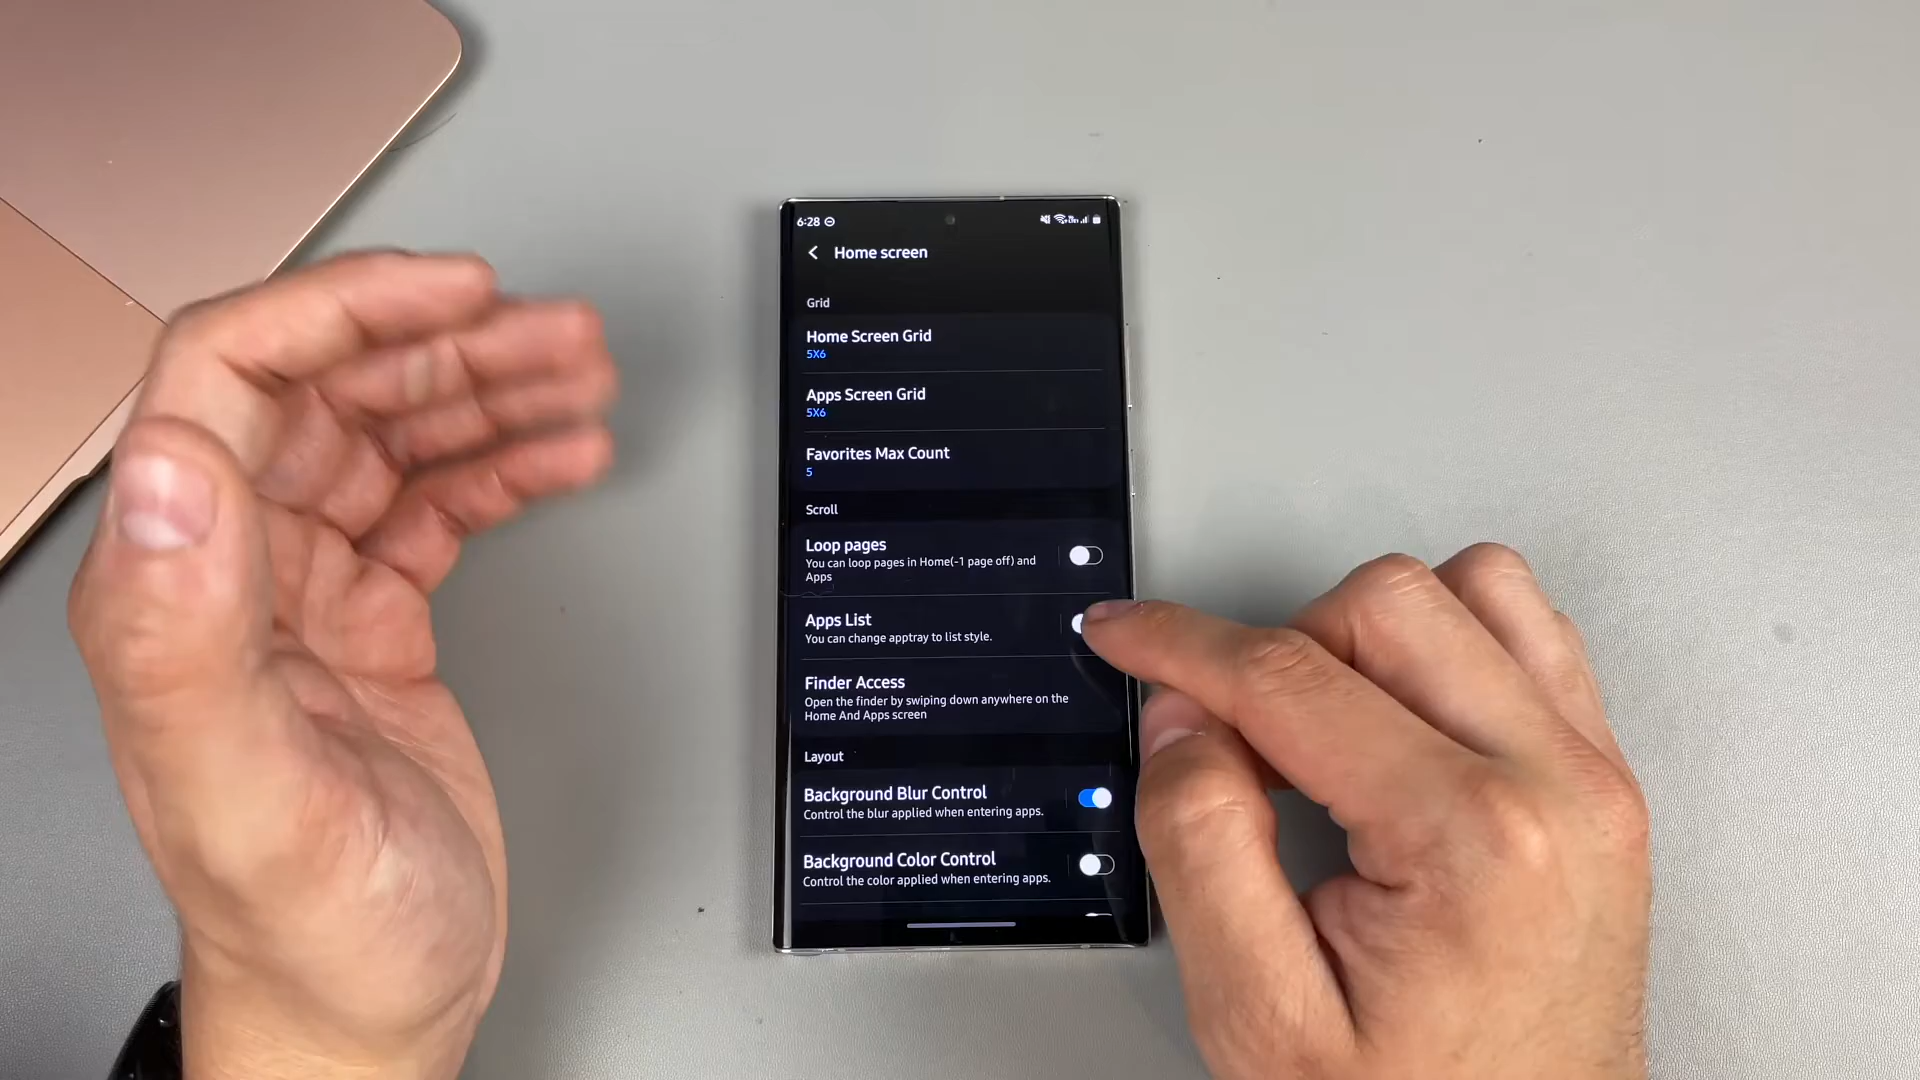 6:28
Home screen
Grid
Home Screen Grid
5X6
Apps Screen Grid
5X6
Favorites Max Count
5
Scroll
Loop pages
You can loop pages in Home(-1 page off) and
Apps
Apps List
You can change apptray to list style.
Finder Access
Open the finder by swiping down anywhere on the
Home And Apps screen
Layout
Background Blur Control
Control the blur applied when entering apps.
Background Color Control
Control the color applied when entering apps.